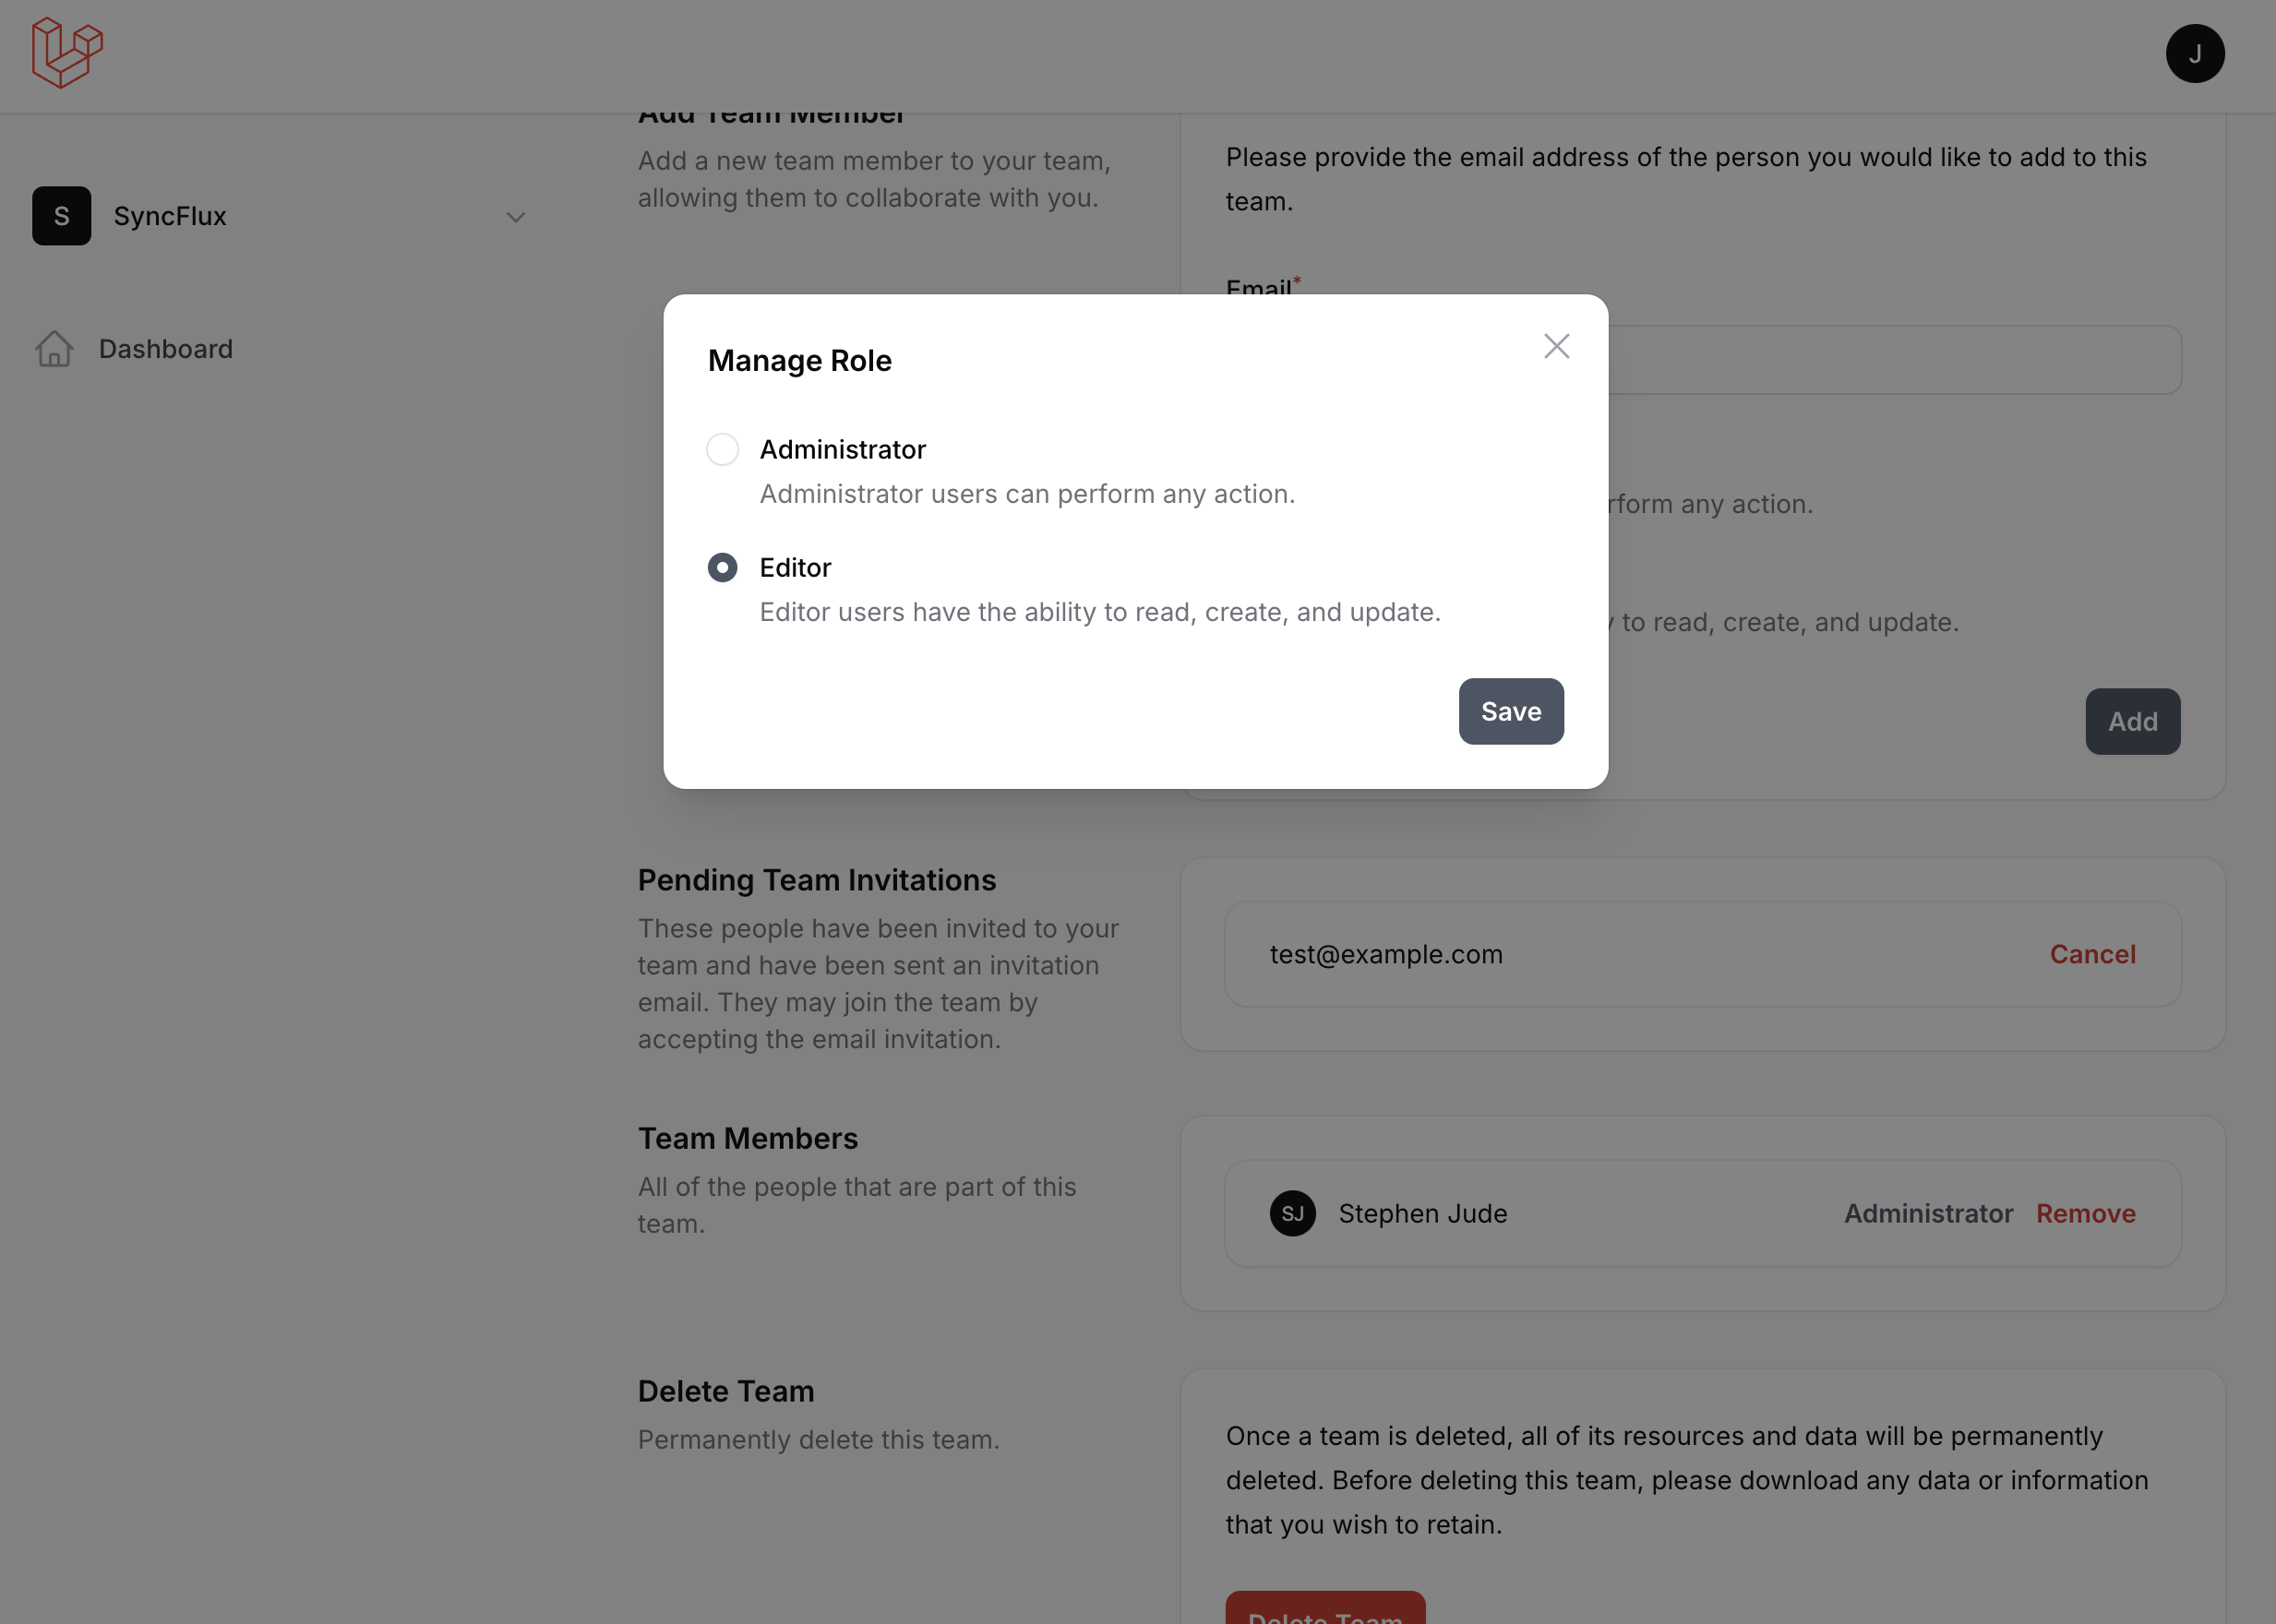 J
S
SyncFlux
Dashboard
Add Team Member
Add a new team member to your team,
allowing them to collaborate with you.
Please provide the email address of the person you would like to add to this
team.
Email*
Manage Role
Administrator
Administrator users can perform any action.
Editor
Editor users have the ability to read, create, and update.
Save
rform any action.
to read, create, and update.
Add
Pending Team Invitations
These people have been invited to your
team and have been sent an invitation
email. They may join the team by
accepting the email invitation.
test@example.com
Cancel
Team Members
All of the people that are part of this
team.
SJ
Stephen Jude
Administrator
Remove
Delete Team
Permanently delete this team.
Once a team is deleted, all of its resources and data will be permanently
deleted. Before deleting this team, please download any data or information
that you wish to retain.
Delete Team